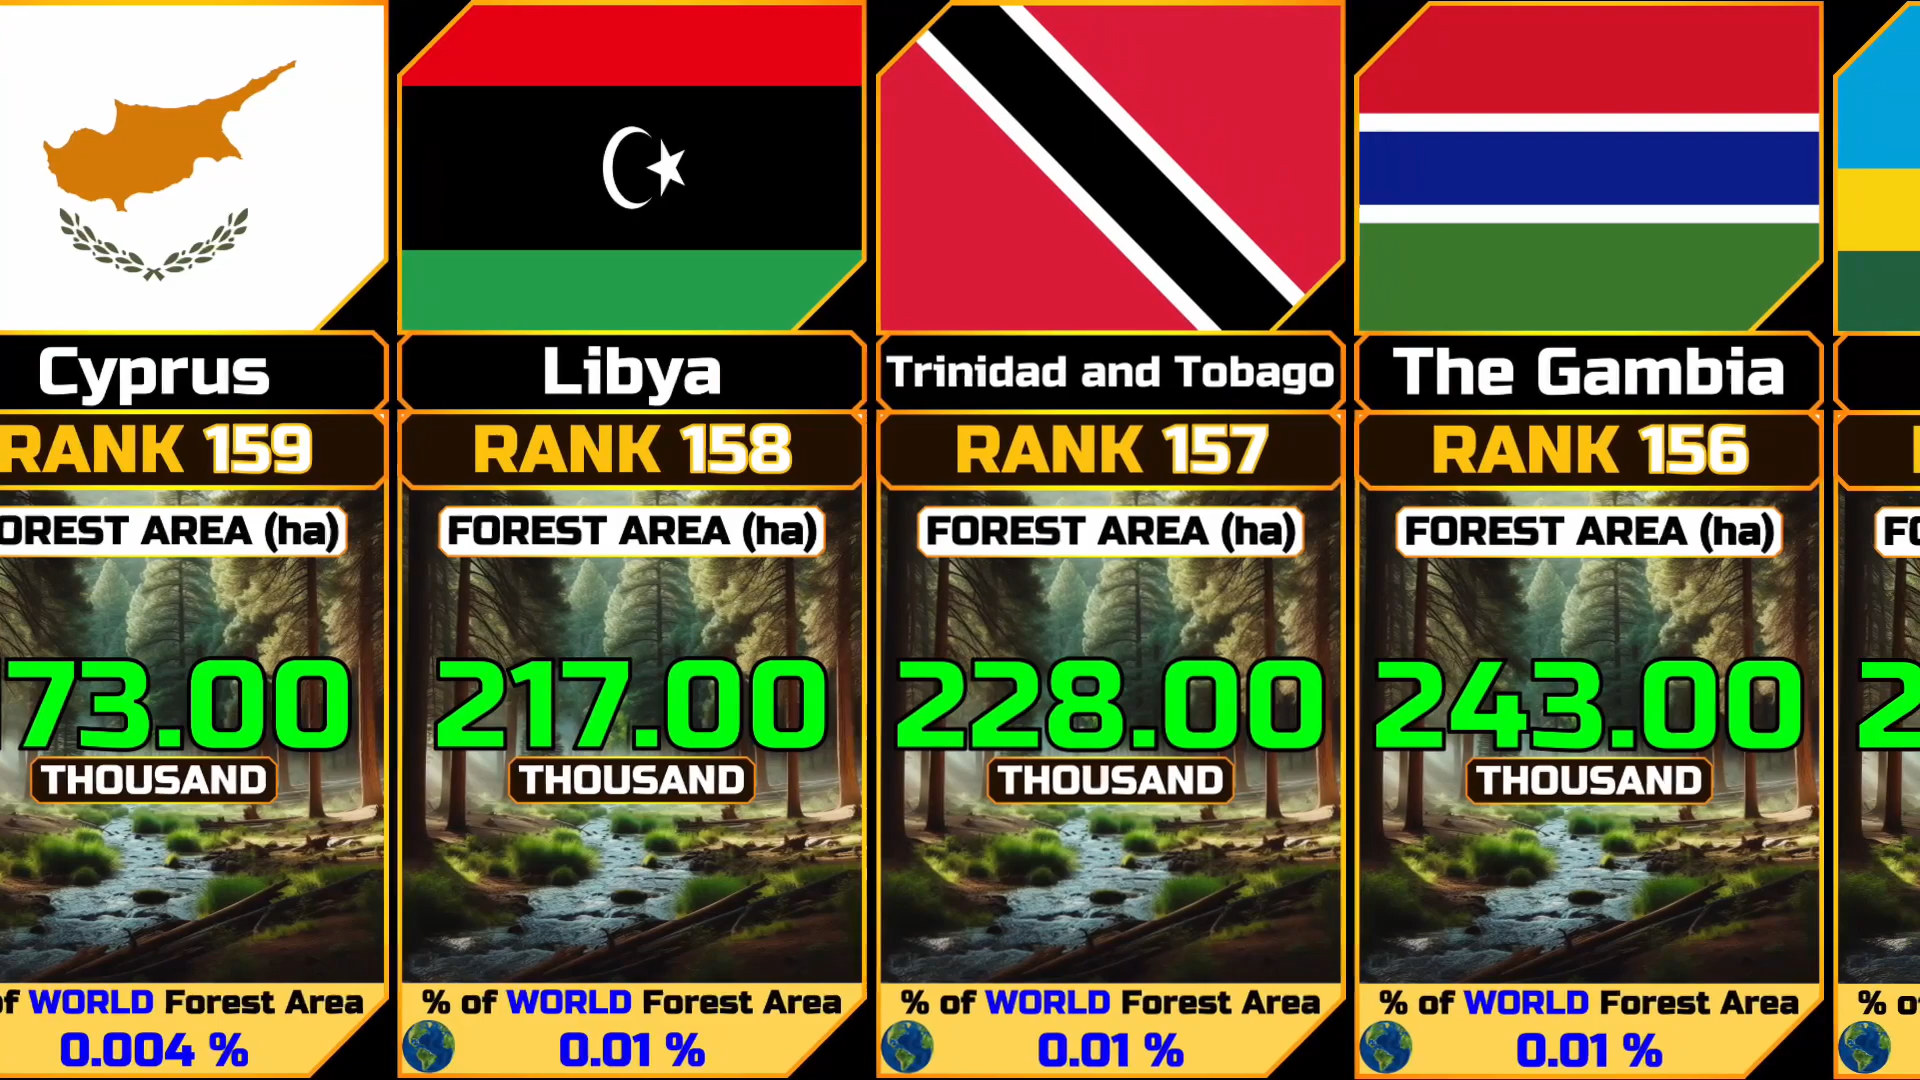 Cyprus
RANK 159
OREST AREA (ha)
73.00
THOUSAND
of WORLD Forest Area
0.004 %
Libya
RANK 158
FOREST AREA (ha)
217.00
THOUSAND
% of WORLD Forest Area
0.01 %
Trinidad and Tobago
RANK 157
FOREST AREA (ha)
228.00
THOUSAND
% of WORLD Forest Area
0.01 %
The Gambia
RANK 156
FOREST AREA (ha)
243.00
THOUSAND
% of WORLD Forest Area
0.01 %
2
% o